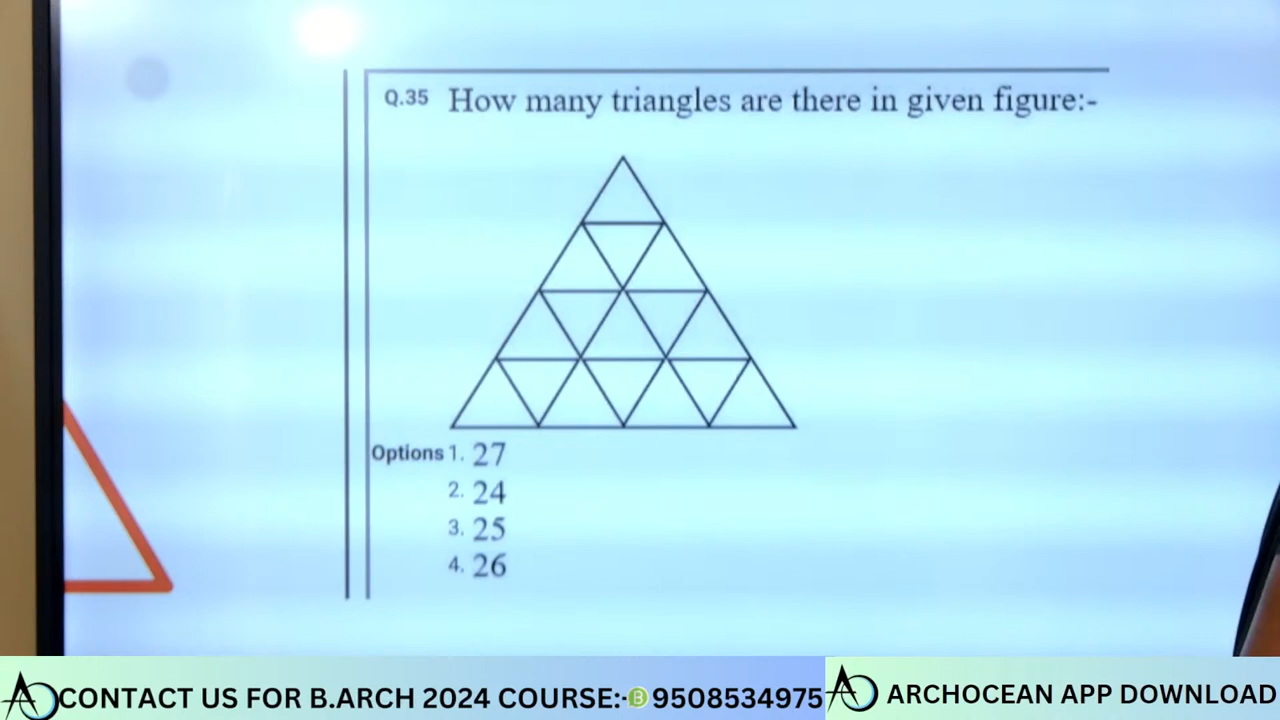 Q.35 How many triangles are there in given figure:-
Options 1. 27
2. 24
3. 25
4. 26
CONTACT US FOR B.ARCH 2024 COURSE:- B 9508534975
ARCHOCEAN APP DOWNLOAD